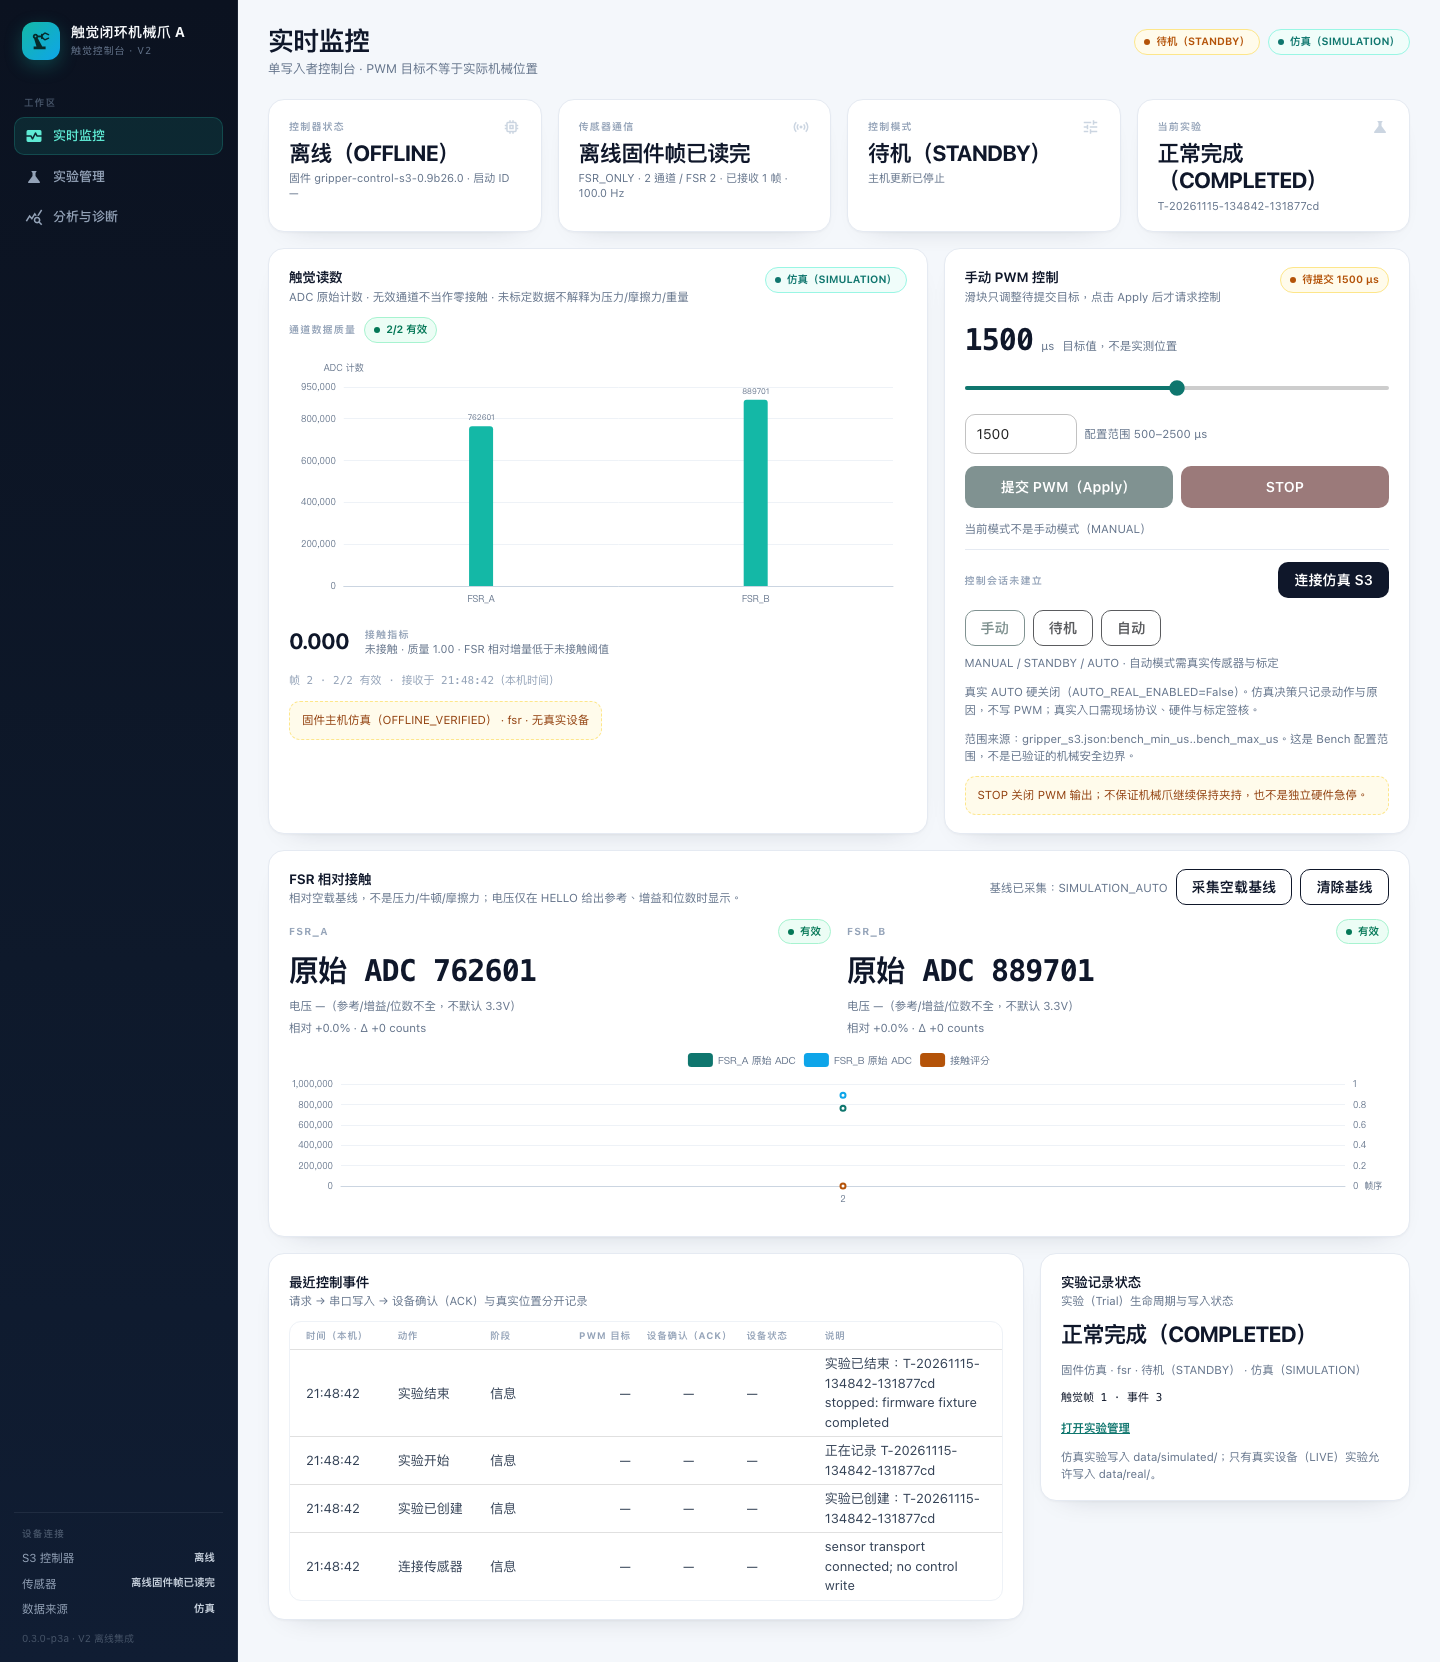 触觉闭环机械爪 A
触觉控制台 · V2
工作区
实时监控
实验管理
分析与诊断
设备连接
S3 控制器 离线
传感器 离线固件帧已读完
数据来源 仿真
0.3.0-p3a · V2 离线集成
实时监控
单写入者控制台 · PWM 目标不等于实际机械位置
待机（STANDBY）
仿真（SIMULATION）
控制器状态
离线（OFFLINE）
固件 gripper-control-s3-0.9b26.0 · 启动 ID
—
传感器通信
离线固件帧已读完
FSR_ONLY · 2 通道 / FSR 2 · 已接收 1 帧 ·
100.0 Hz
控制模式
待机（STANDBY）
主机更新已停止
当前实验
正常完成
（COMPLETED）
T-20261115-134842-131877cd
触觉读数
ADC 原始计数 · 无效通道不当作零接触 · 未标定数据不解释为压力/摩擦力/重量
仿真（SIMULATION）
通道数据质量
2/2 有效
ADC 计数
950,000
800,000
600,000
400,000
200,000
0
762601
889701
FSR_A
FSR_B
0.000
接触指标
未接触 · 质量 1.00 · FSR 相对增量低于未接触阈值
帧 2 · 2/2 有效 · 接收于 21:48:42（本机时间）
固件主机仿真（OFFLINE_VERIFIED） · fsr · 无真实设备
手动 PWM 控制
滑块只调整待提交目标，点击 Apply 后才请求控制
待提交 1500 µs
1500 µs 目标值，不是实测位置
1500
配置范围 500–2500 µs
提交 PWM（Apply）
STOP
当前模式不是手动模式（MANUAL）
控制会话未建立
连接仿真 S3
手动
待机
自动
MANUAL / STANDBY / AUTO · 自动模式需真实传感器与标定
真实 AUTO 硬关闭（AUTO_REAL_ENABLED=False）。仿真决策只记录动作与原
因，不写 PWM；真实入口需现场协议、硬件与标定签核。
范围来源：gripper_s3.json:bench_min_us..bench_max_us。这是 Bench 配置范
围，不是已验证的机械安全边界。
STOP 关闭 PWM 输出；不保证机械爪继续保持夹持，也不是独立硬件急停。
FSR 相对接触
相对空载基线，不是压力/牛顿/摩擦力；电压仅在 HELLO 给出参考、增益和位数时显示。
基线已采集：SIMULATION_AUTO
采集空载基线
清除基线
FSR_A
有效
原始 ADC 762601
电压 —（参考/增益/位数不全，不默认 3.3V）
相对 +0.0% · Δ +0 counts
FSR_B
有效
原始 ADC 889701
电压 —（参考/增益/位数不全，不默认 3.3V）
相对 +0.0% · Δ +0 counts
FSR_A 原始 ADC
FSR_B 原始 ADC
接触评分
1,000,000
800,000
600,000
400,000
200,000
0
1
0.8
0.6
0.4
0.2
0 帧序
2
最近控制事件
请求 → 串口写入 → 设备确认（ACK）与真实位置分开记录
时间（本机） 动作 阶段 PWM 目标 设备确认（ACK） 设备状态 说明
21:48:42 实验结束 信息 — — — 实验已结束：T-20261115-
134842-131877cd
stopped: firmware fixture
completed
21:48:42 实验开始 信息 — — — 正在记录 T-20261115-
134842-131877cd
21:48:42 实验已创建 信息 — — — 实验已创建：T-20261115-
134842-131877cd
21:48:42 连接传感器 信息 — — — sensor transport
connected; no control
write
实验记录状态
实验（Trial）生命周期与写入状态
正常完成（COMPLETED）
固件仿真 · fsr · 待机（STANDBY） · 仿真（SIMULATION）
触觉帧 1 · 事件 3
打开实验管理
仿真实验写入 data/simulated/；只有真实设备（LIVE）实验允
许写入 data/real/。